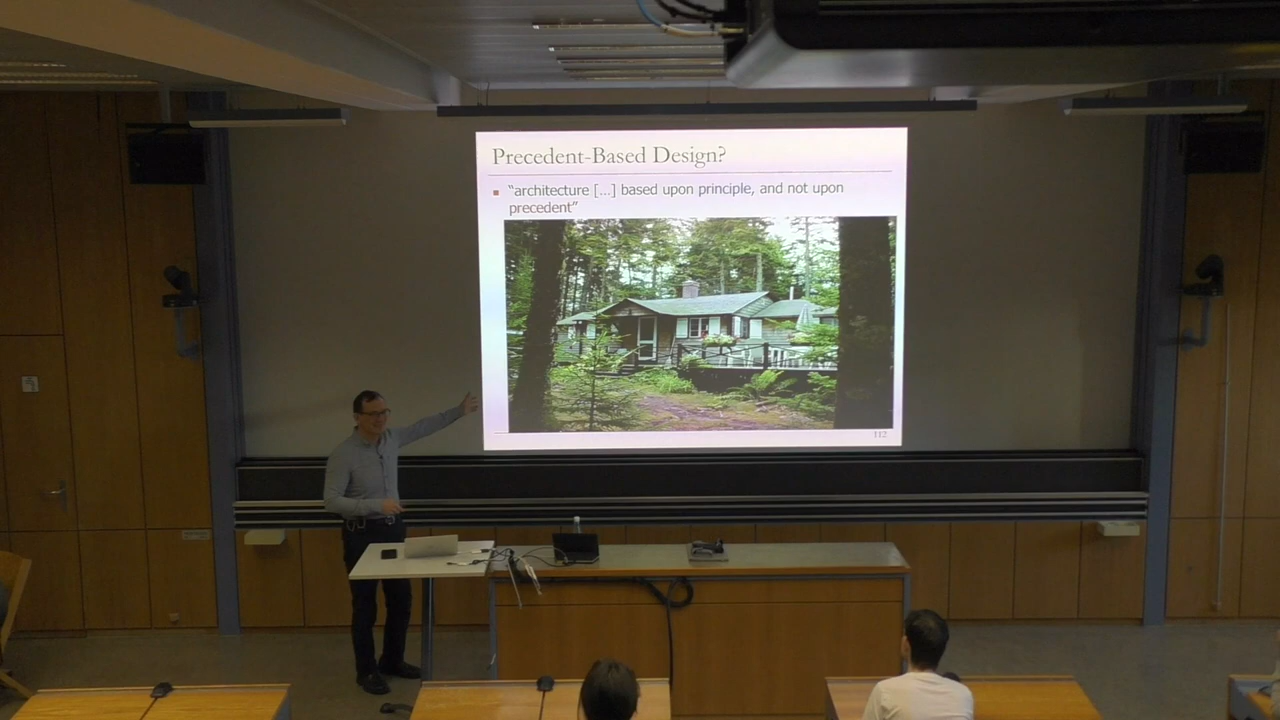 Precedent-Based Design?
"architecture [...] based upon principle, and not upon
precedent"
112